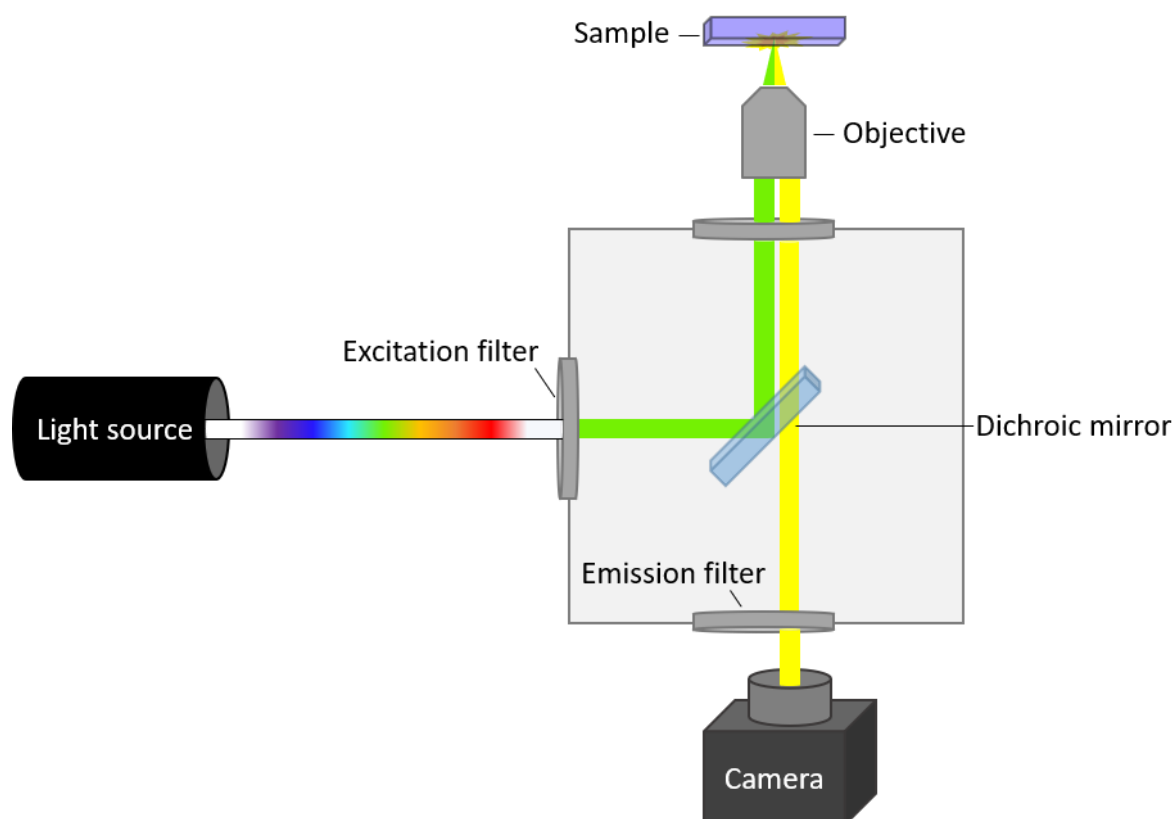 Sample
Objective
Excitation filter
Light source
Dichroic mirror
Emission filter
Camera